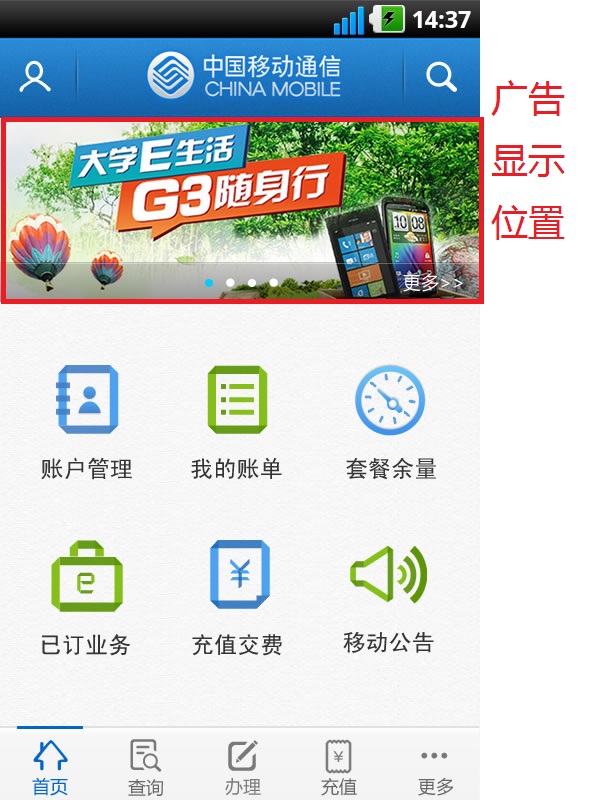 14:37
中国移动通信
CHINA MOBILE
广告
显示
位置
大学E生活
G3随身行
10 08
更多>>
账户管理
我的账单
套餐余量
e
¥
已订业务
充值交费
移动公告
¥
首页
查询
办理
充值
更多